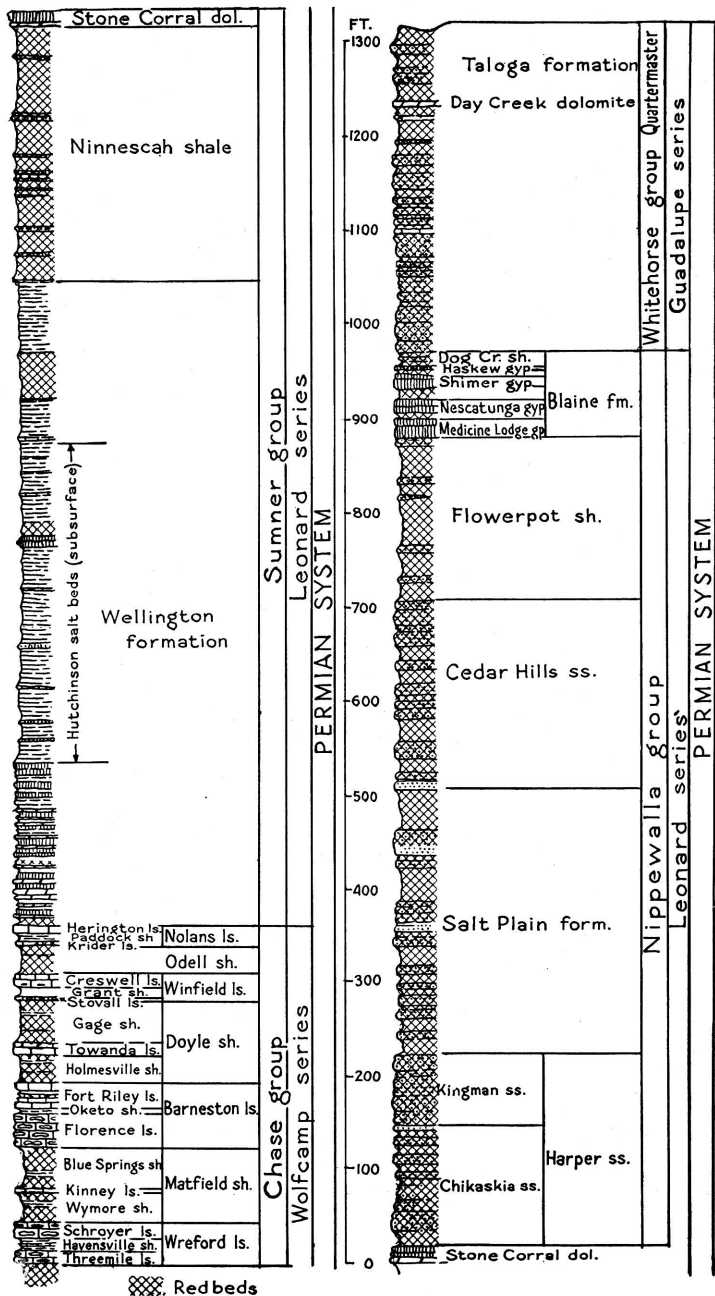 Stone Corral dol.
Ninnescah shale
Hutchinson salt beds (subsurface)
Wellington
formation
Herington ls.
Paddock sh
Krider ls.
Nolans ls.
Odell sh.
Creswell ls.
Grant sh.
Stovall ls.
Winfield ls.
Gage sh.
Towanda ls.
Holmesville sh.
Doyle sh.
Fort Riley ls.
Oketo sh.
Florence ls.
Barneston ls.
Blue Springs sh
Kinney ls.
Wymore sh.
Matfield sh.
Schroyer ls.
Havensville sh.
Threemile ls.
Wreford ls.
Red beds
Sumner group
Chase group
Leonard series
Wolfcamp series
PERMIAN SYSTEM
FT.
1300
1200
1100
1000
900
800
700
600
500
400
300
200
100
0
Taloga formation
Day Creek dolomite
Dog Cr. sh.
Haskew gyp
Shimer gyp
Nescatunga gyp
Medicine Lodge gp
Blaine fm.
Flowerpot sh.
Cedar Hills ss.
Salt Plain form.
Kingman ss.
Chikaskia ss.
Harper ss.
Stone Corral dol.
Whitehorse group Quartermaster
Nippewalla group
Guadalupe series
Leonard series
PERMIAN SYSTEM